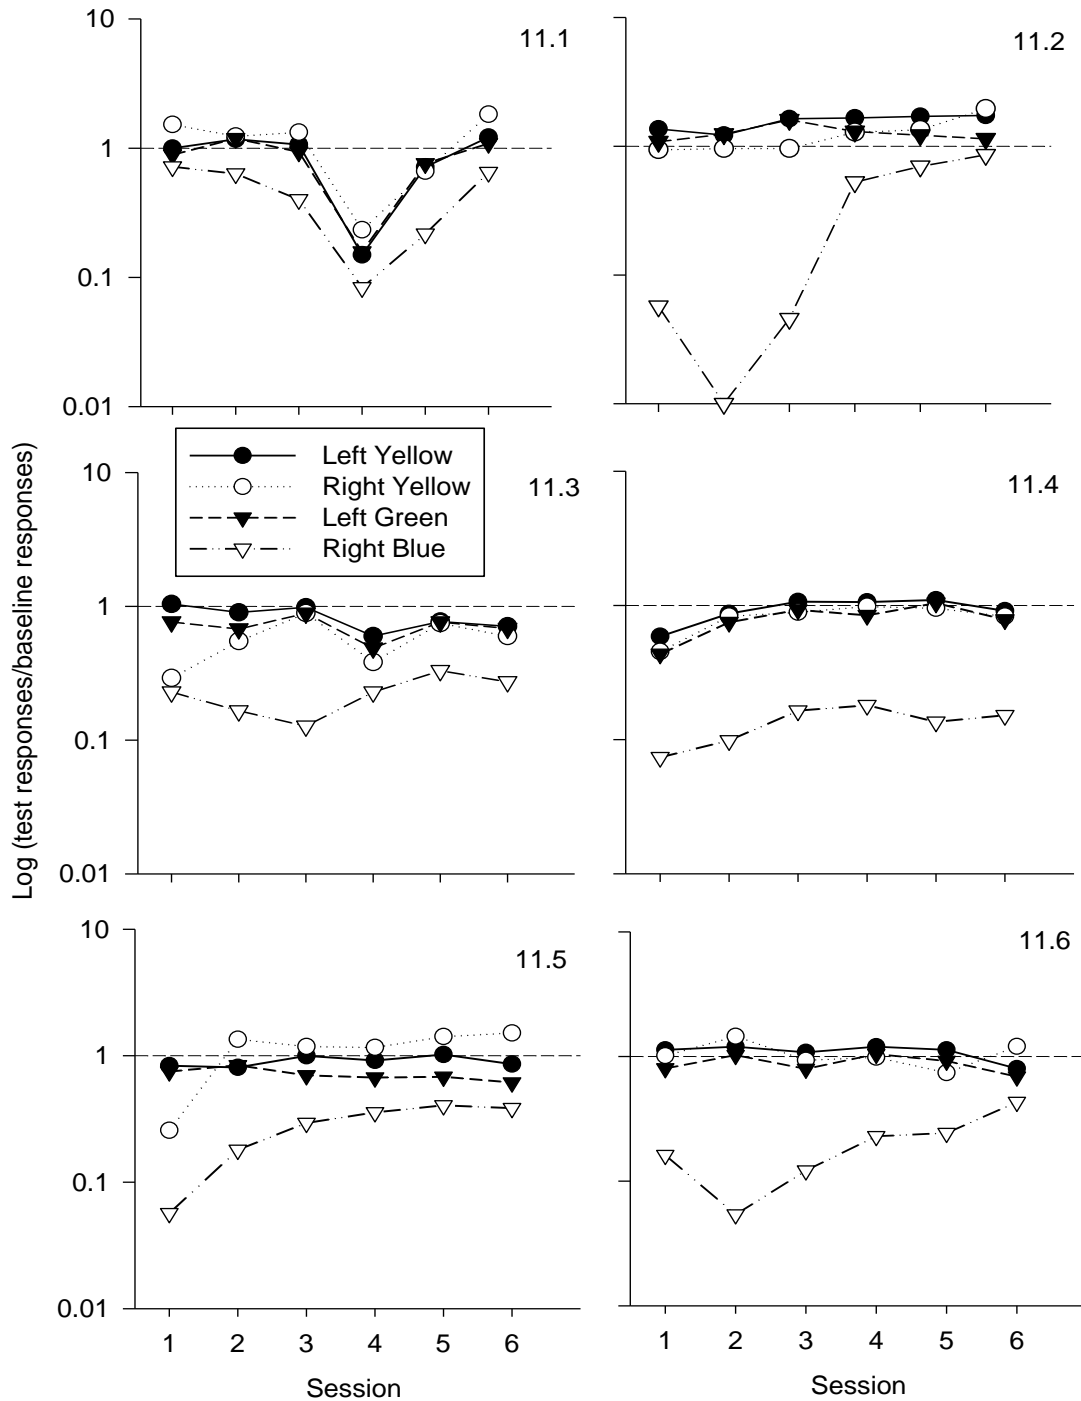 10
1
0.1
0.01
11.1
11.2
Left Yellow
Right Yellow
Left Green
Right Blue
Log (test responses/baseline responses)
10
1
0.1
0.01
11.3
11.4
10
1
0.1
0.01
11.5
11.6
1 2 3 4 5 6
1 2 3 4 5 6
Session
Session